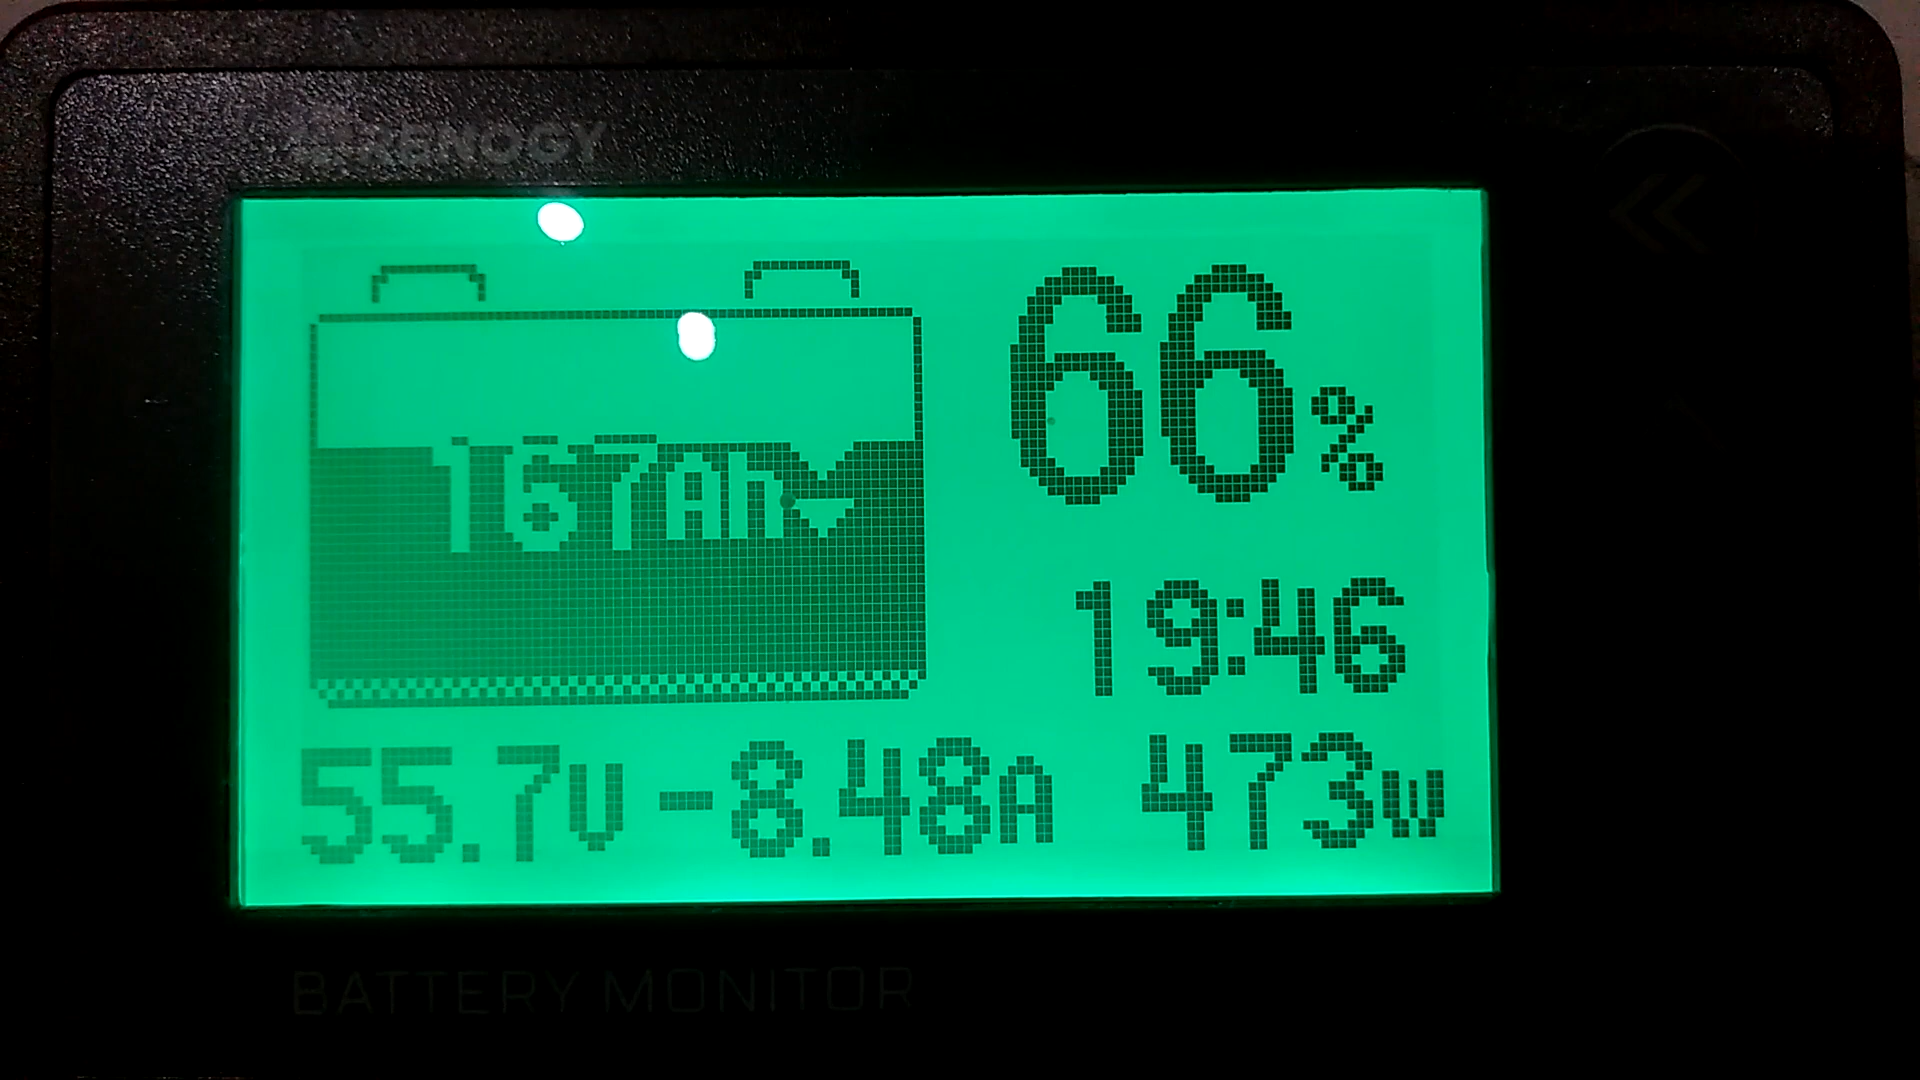 RENOGY
66%
167Ah
19:46
55.7V -8.48A 473W
BATTERY MONITOR